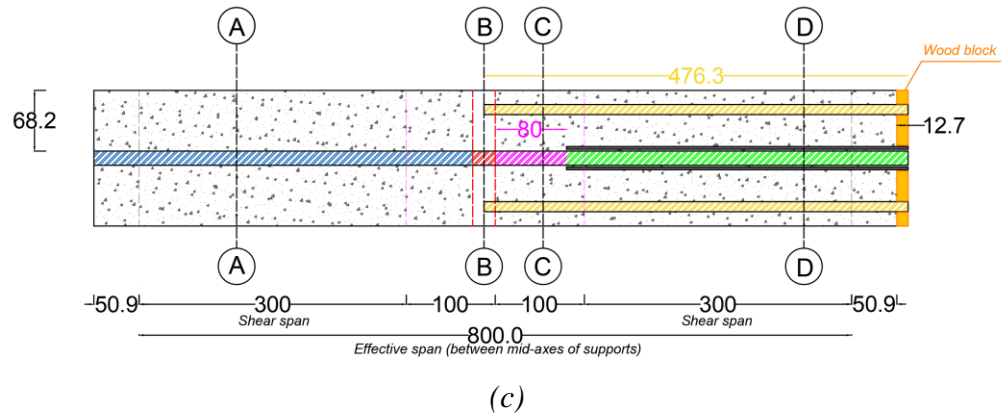 A B C D
Wood block
476.3
68.2
80
12.7
A B C D
50.9 300 100 100 300 50.9
Shear span Shear span
800.0
Effective span (between mid-axes of supports)
(c)